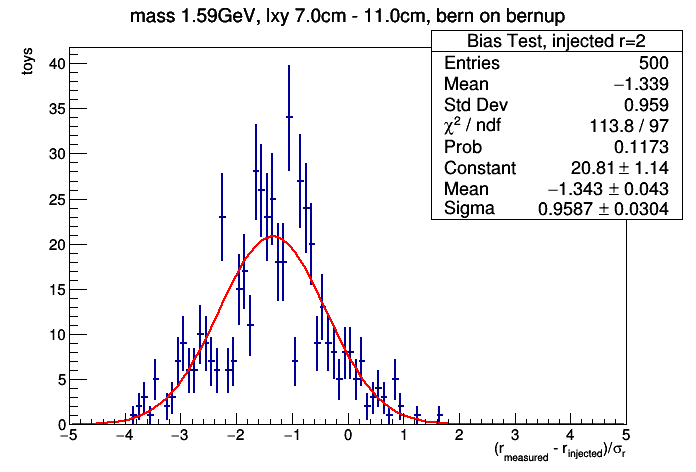 mass 1.59GeV, lxy 7.0cm - 11.0cm, bern on bernup
Bias Test, injected r=2
Entries 500
Mean −1.339
Std Dev 0.959
χ² / ndf 113.8 / 97
Prob 0.1173
Constant 20.81 ± 1.14
Mean −1.343 ± 0.043
Sigma 0.9587 ± 0.0304
toys
40
35
30
25
20
15
10
5
0
−5 −4 −3 −2 −1 0 1 2 3 4 5
(r_measured - r_injected)/σ_r